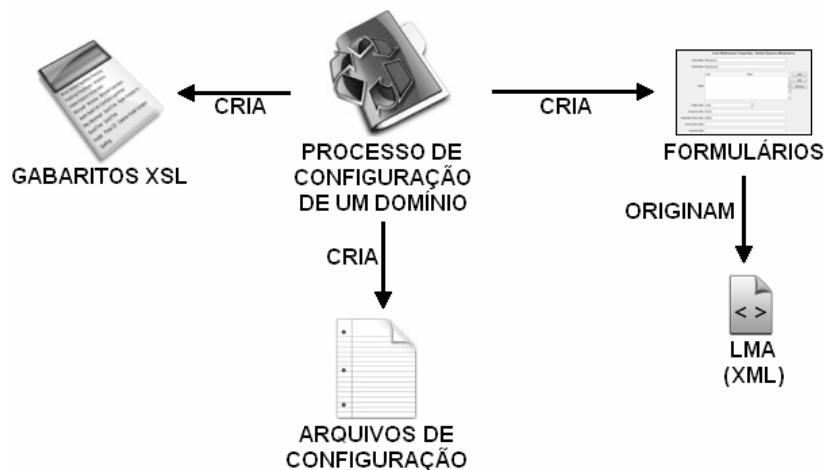 CRIA
CRIA
GABARITOS XSL
PROCESSO DE
CONFIGURAÇÃO
DE UM DOMÍNIO
FORMULÁRIOS
ORIGINAM
CRIA
< >
LMA
(XML)
ARQUIVOS DE
CONFIGURAÇÃO